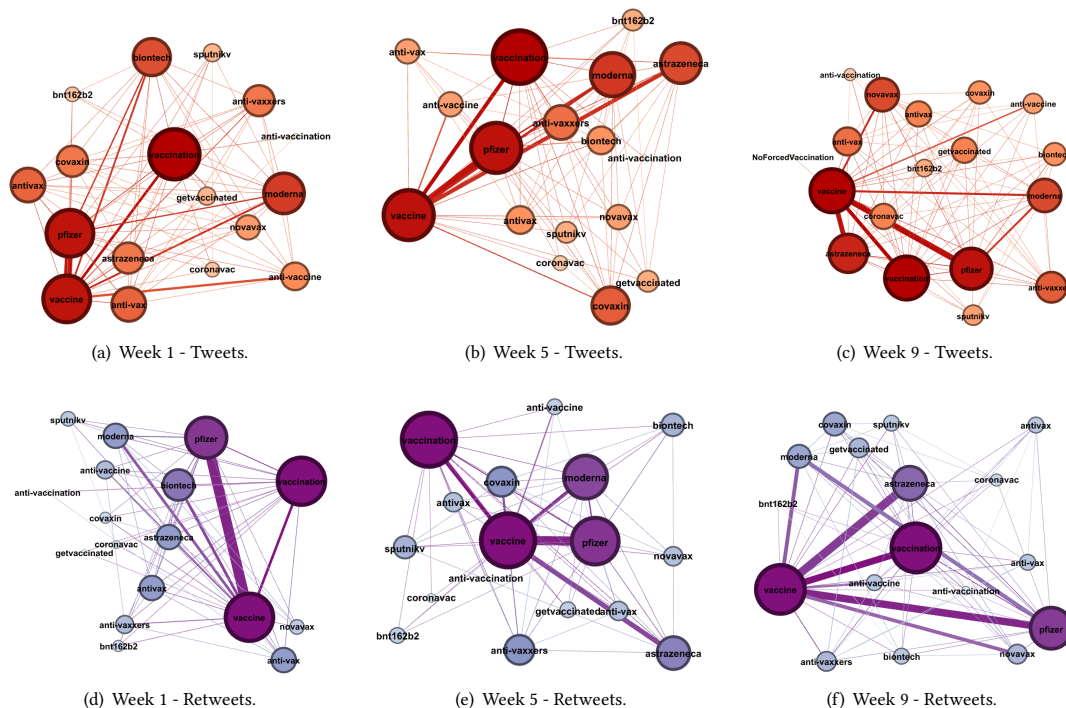 biontech
sputnikv
bnt162b2
anti-vaxxers
anti-vaccination
vaccination
covaxin
antivax
getvaccinated
moderna
pfizer
novavax
astrazeneca
coronavac
anti-vaccine
vaccine
anti-vax
(a) Week 1 - Tweets.
bnt162b2
anti-vax
vaccination
astrazeneca
moderna
anti-vaccine
anti-vaxxers
biontech
pfizer
anti-vaccination
vaccine
antivax
novavax
sputnikv
coronavac
getvaccinated
covaxin
(b) Week 5 - Tweets.
anti-vaccination
novavax
covaxin
anti-vaccine
antivax
anti-vax
getvaccinated
NoForcedVaccination
biontech
bnt162b2
vaccine
moderna
coronavac
astrazeneca
pfizer
vaccination
anti-vaxxers
sputnikv
(c) Week 9 - Tweets.
sputnikv
moderna
pfizer
anti-vaccine
biontech
vaccination
anti-vaccination
covaxin
astrazeneca
coronavac
getvaccinated
antivax
vaccine
anti-vaxxers
novavax
bnt162b2
anti-vax
(d) Week 1 - Retweets.
anti-vaccine
biontech
vaccination
covaxin
moderna
antivax
vaccine
pfizer
sputnikv
novavax
anti-vaccination
coronavac
getvaccinated
anti-vax
bnt162b2
anti-vaxxers
astrazeneca
(e) Week 5 - Retweets.
covaxin
sputnikv
antivax
getvaccinated
moderna
astrazeneca
coronavac
bnt162b2
vaccination
anti-vax
anti-vaccine
vaccine
anti-vaccination
pfizer
anti-vaxxers
biontech
novavax
(f) Week 9 - Retweets.